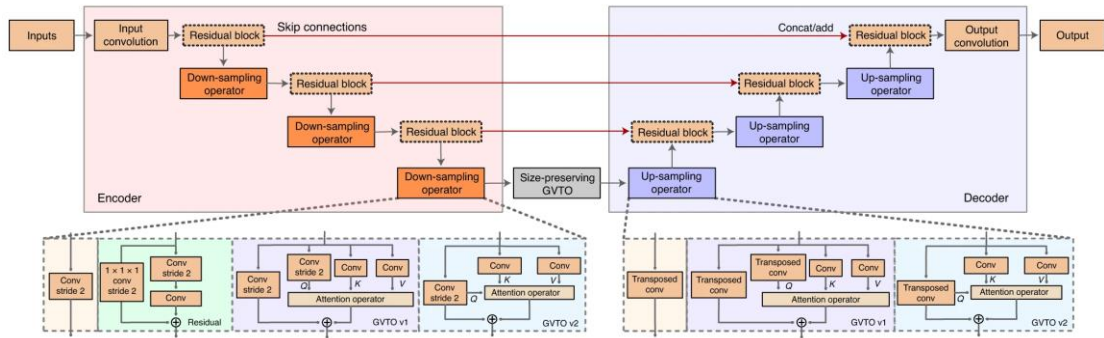 Inputs
Input
convolution
Residual block
Skip connections
Concat/add
Residual block
Output
convolution
Output
Down-sampling
operator
Residual block
Residual block
Up-sampling
operator
Down-sampling
operator
Residual block
Residual block
Up-sampling
operator
Encoder
Down-sampling
operator
Size-preserving
GVTO
Up-sampling
operator
Decoder
Conv
stride 2
1 × 1 × 1
conv
stride 2
Conv
stride 2
Conv
Residual
Conv
stride 2
Conv
stride 2
Conv
Conv
Q
K
V
Attention operator
GVTO v1
Conv
stride 2
Conv
Conv
Q
K
V
Attention operator
GVTO v2
Transposed
conv
Transposed
conv
Transposed
conv
Conv
Conv
Q
K
V
Attention operator
GVTO v1
Transposed
conv
Conv
Conv
Q
K
V
Attention operator
GVTO v2